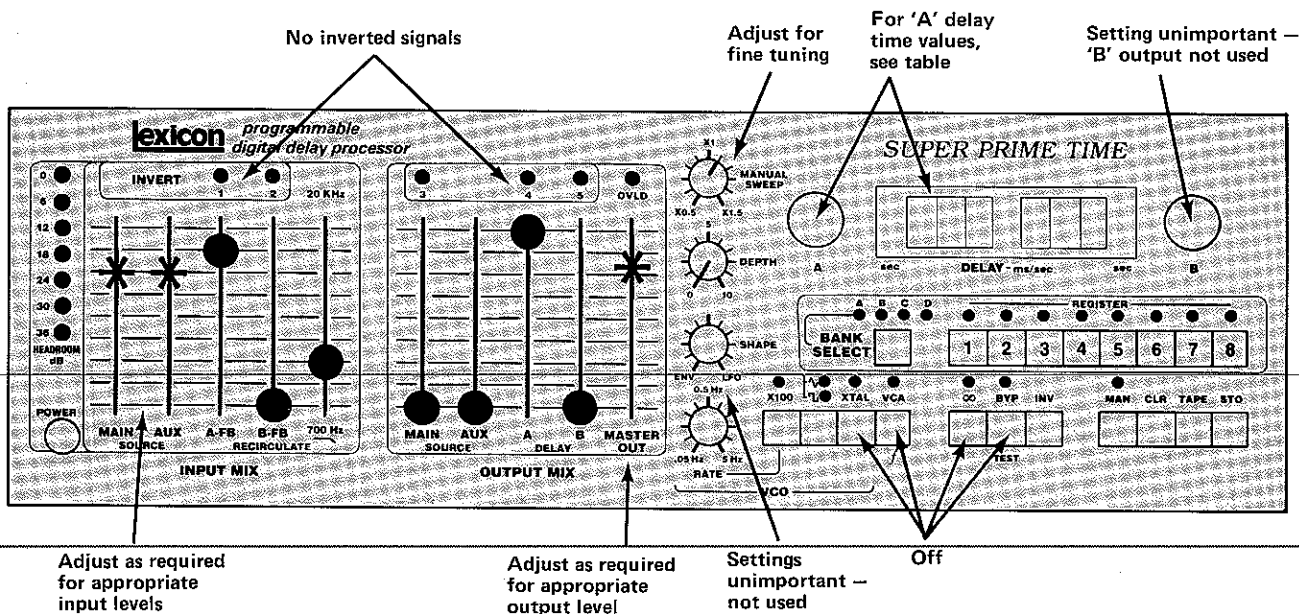 No inverted signals
Adjust for
fine tuning
For 'A' delay
time values,
see table
Setting unimportant —
'B' output not used
lexicon programmable
digital delay processor
SUPER PRIME TIME
0
6
12
18
24
30
36
HEADROOM
dB
POWER
INVERT
1 2 20 KHz
MAIN AUX A-FB B-FB 700 Hz
SOURCE RECIRCULATE
INPUT MIX
3 4 5 OVLD
MAIN AUX A B MASTER
SOURCE DELAY OUT
OUTPUT MIX
X1
MANUAL
SWEEP
X0.5 X1.5
5
DEPTH
0 10
SHAPE
ENV LFO
0.5 Hz
.05 Hz 5 Hz
RATE
VCO
A
sec DELAY - ms/sec sec
B
A B C D REGISTER
BANK
SELECT
1 2 3 4 5 6 7 8
X100 XTAL VCA ∞ BYP INV MAN CLR TAPE STO
TEST
Adjust as required
for appropriate
input levels
Adjust as required
for appropriate
output level
Settings
unimportant —
not used
Off